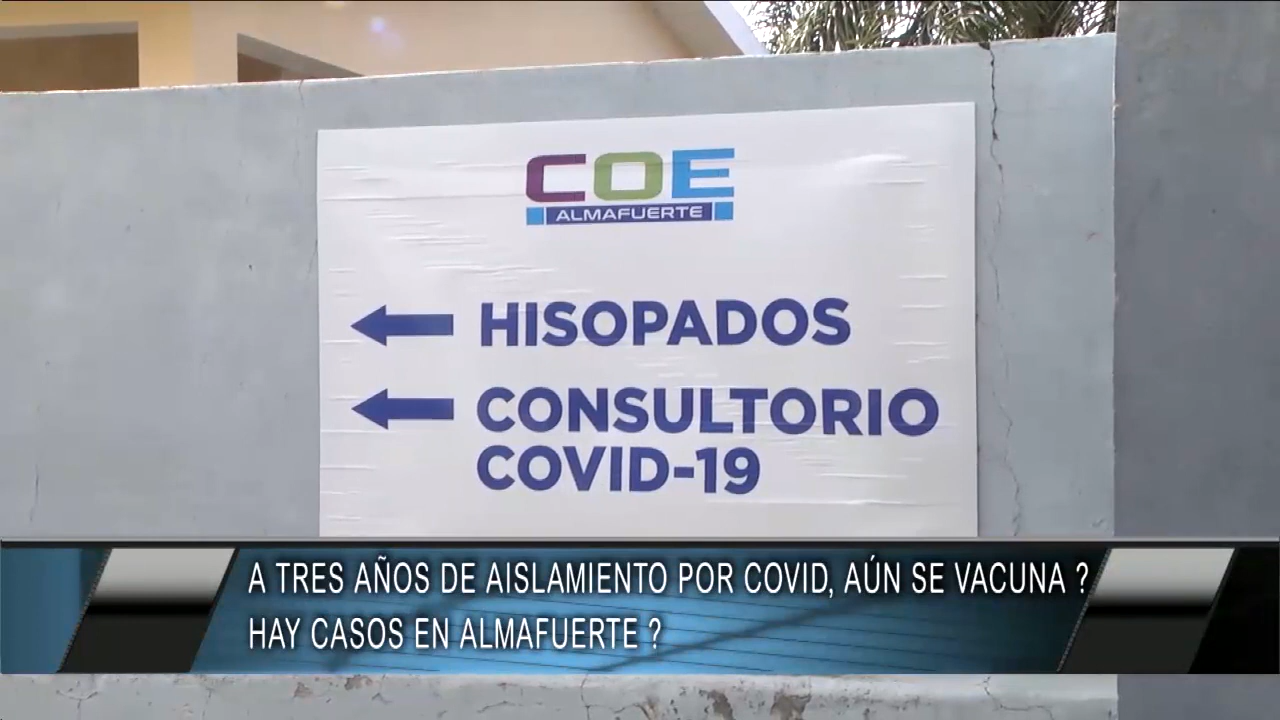 COE
ALMAFUERTE
HISOPADOS
CONSULTORIO
COVID-19
A TRES AÑOS DE AISLAMIENTO POR COVID, AÚN SE VACUNA ?
HAY CASOS EN ALMAFUERTE ?